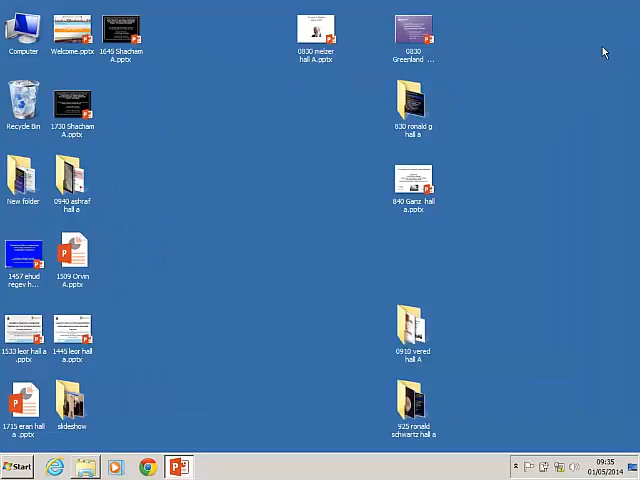 Computer
Welcome.pptx
1645 Shacham
A.pptx
0830 melzer
hall A.pptx
0830
Greenland ...
Recycle Bin
1730 Shacham
A.pptx
830 ronald g
hall a
New folder
0940 ashraf
hall a
840 Ganz hall
a.pptx
1457 ehud
regev h...
1509 Orvin
A.pptx
1533 leor hall a
.pptx
1445 leor hall
a.pptx
0910 vered
hall A
1715 eran hall
a .pptx
slideshow
925 ronald
schwartz hall a
Start
09:35
01/05/2014